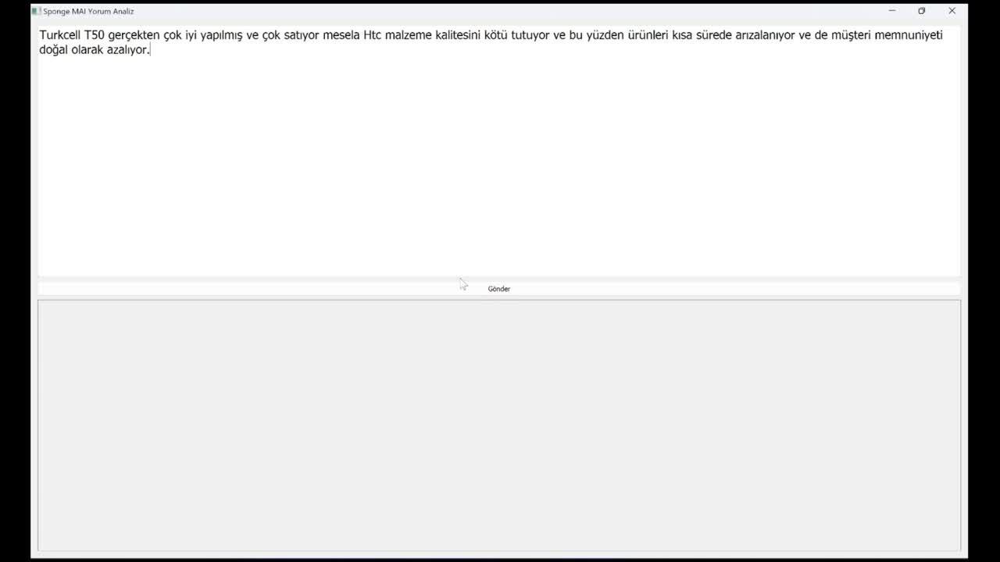 Sponge MAI Yorum Analiz
Turkcell T50 gerçekten çok iyi yapılmış ve çok satıyor mesela Htc malzeme kalitesini kötü tutuyor ve bu yüzden ürünleri kısa sürede arızalanıyor ve de müşteri memnuniyeti
doğal olarak azalıyor.
Gönder